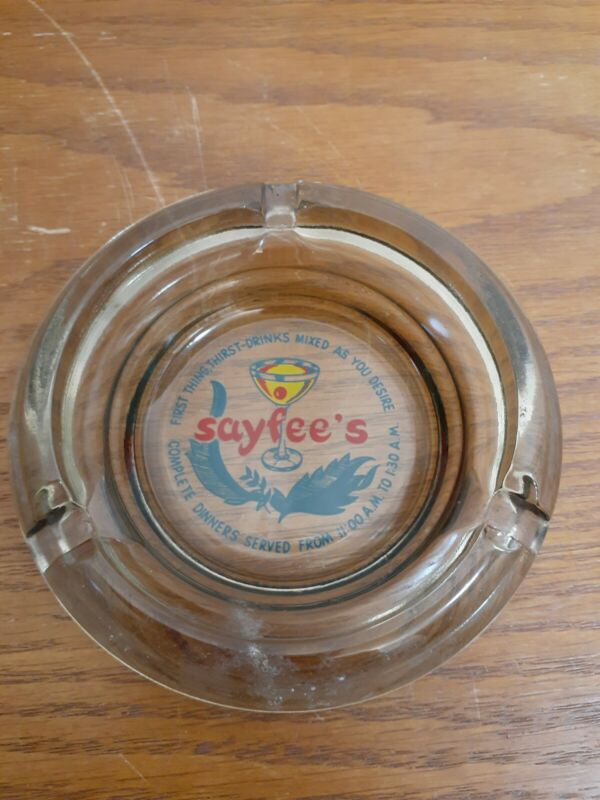 FIRST THING, THIRST-DRINKS MIXED AS YOU DESIRE
sayfee's
COMPLETE DINNERS SERVED FROM 11:00 A.M. TO 1:30 A.M.